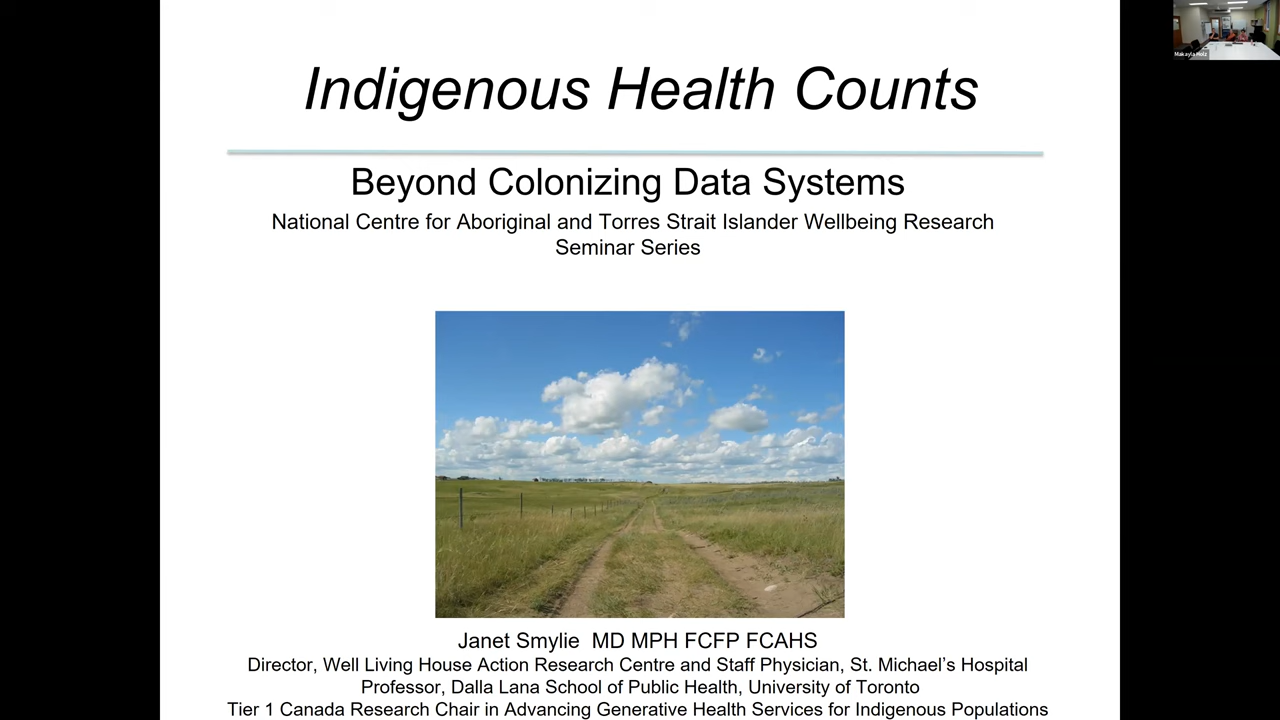 Indigenous Health Counts
Beyond Colonizing Data Systems
National Centre for Aboriginal and Torres Strait Islander Wellbeing Research
Seminar Series
Janet Smylie MD MPH FCFP FCAHS
Director, Well Living House Action Research Centre and Staff Physician, St. Michael's Hospital
Professor, Dalla Lana School of Public Health, University of Toronto
Tier 1 Canada Research Chair in Advancing Generative Health Services for Indigenous Populations
Makayla Holz